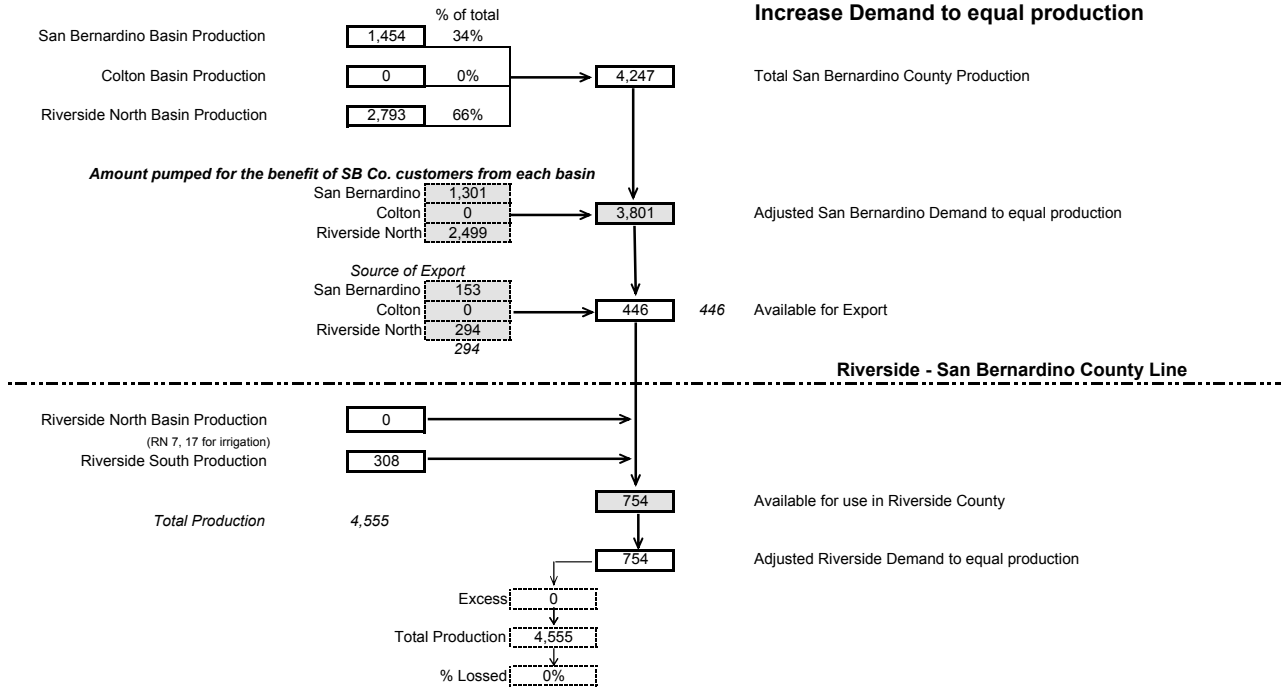 % of total
Increase Demand to equal production
San Bernardino Basin Production 1,454 34%
Colton Basin Production 0 0% 4,247 Total San Bernardino County Production
Riverside North Basin Production 2,793 66%
Amount pumped for the benefit of SB Co. customers from each basin
San Bernardino 1,301
Colton 0 3,801 Adjusted San Bernardino Demand to equal production
Riverside North 2,499
Source of Export
San Bernardino 153
Colton 0 446 446 Available for Export
Riverside North 294
294
Riverside - San Bernardino County Line
Riverside North Basin Production 0
(RN 7, 17 for irrigation)
Riverside South Production 308
754 Available for use in Riverside County
Total Production 4,555
754 Adjusted Riverside Demand to equal production
Excess 0
Total Production 4,555
% Lossed 0%